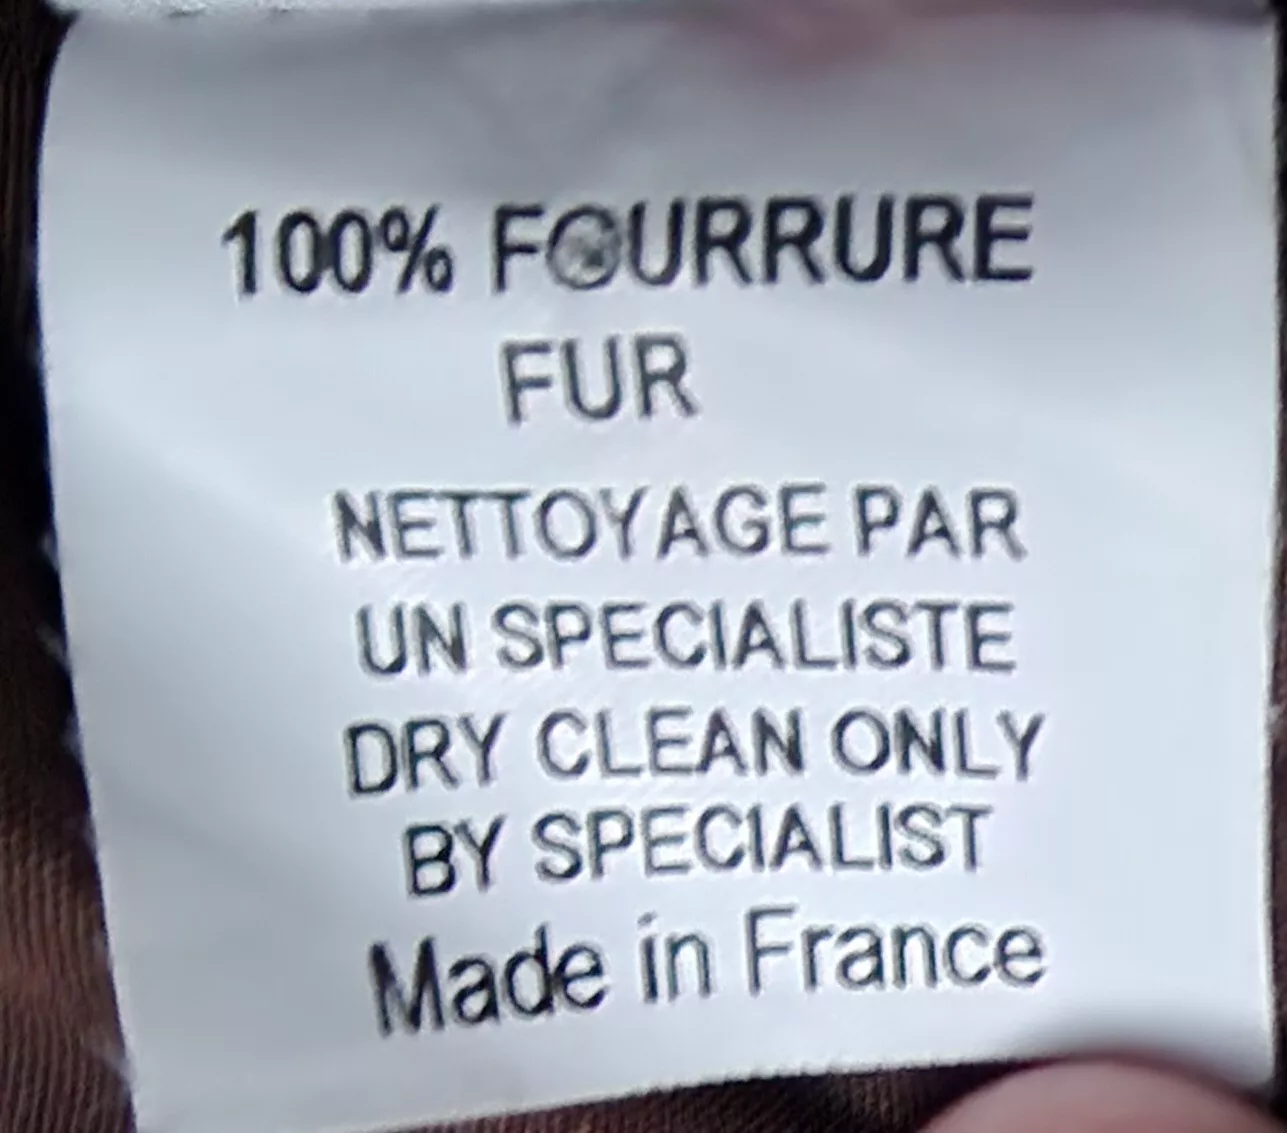 100% FOURRURE
FUR
NETTOYAGE PAR
UN SPECIALISTE
DRY CLEAN ONLY
BY SPECIALIST
Made in France